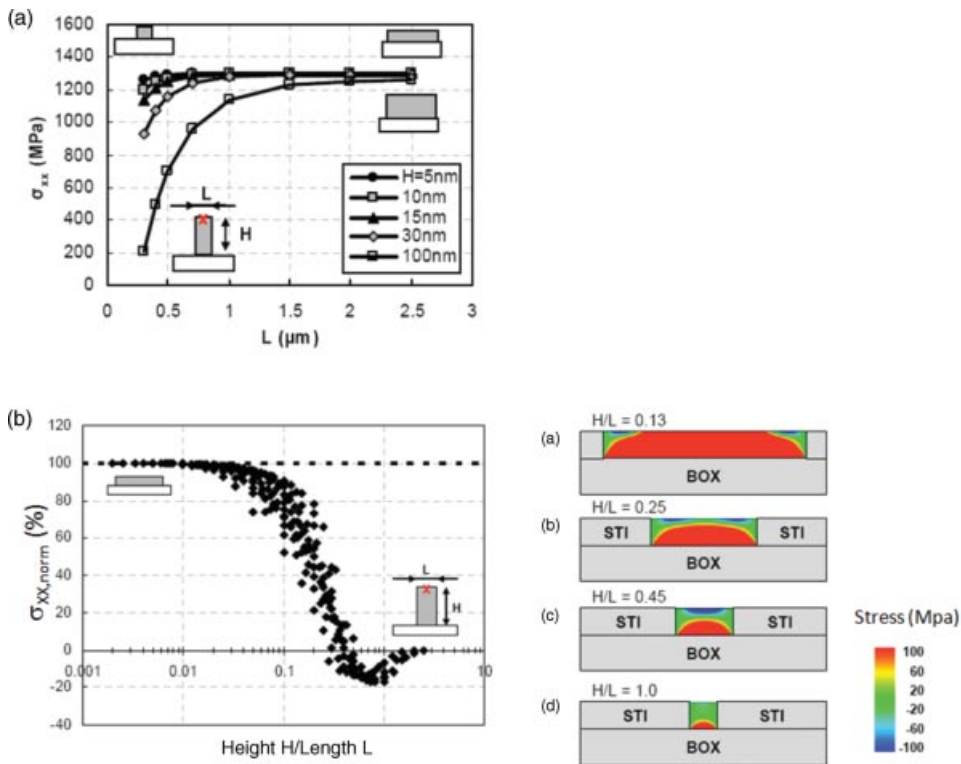 (a)
1600
1400
1200
1000
800
600
400
200
0
σxx (MPa)
L
H
H=5nm
10nm
15nm
30nm
100nm
0 0.5 1 1.5 2 2.5 3
L (µm)
(b)
120
100
80
60
40
20
0
-20
-40
σXX,norm (%)
L
H
0.001 0.01 0.1 1 10
Height H/Length L
H/L = 0.13
(a)
BOX
H/L = 0.25
(b)
STI STI
BOX
H/L = 0.45
(c)
STI STI
BOX
H/L = 1.0
(d)
STI STI
BOX
Stress (Mpa)
100
60
20
-20
-60
-100